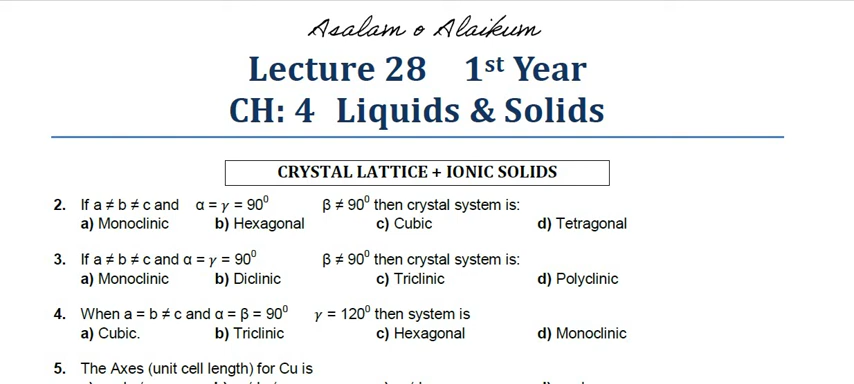 Asalam o Alaikum
Lecture 28 1st Year
CH: 4 Liquids & Solids
CRYSTAL LATTICE + IONIC SOLIDS
2. If a ≠ b ≠ c and α = γ = 90⁰ β ≠ 90⁰ then crystal system is:
a) Monoclinic b) Hexagonal c) Cubic d) Tetragonal
3. If a ≠ b ≠ c and α = γ = 90⁰ β ≠ 90⁰ then crystal system is:
a) Monoclinic b) Diclinic c) Triclinic d) Polyclinic
4. When a = b ≠ c and α = β = 90⁰ γ = 120⁰ then system is
a) Cubic. b) Triclinic c) Hexagonal d) Monoclinic
5. The Axes (unit cell length) for Cu is